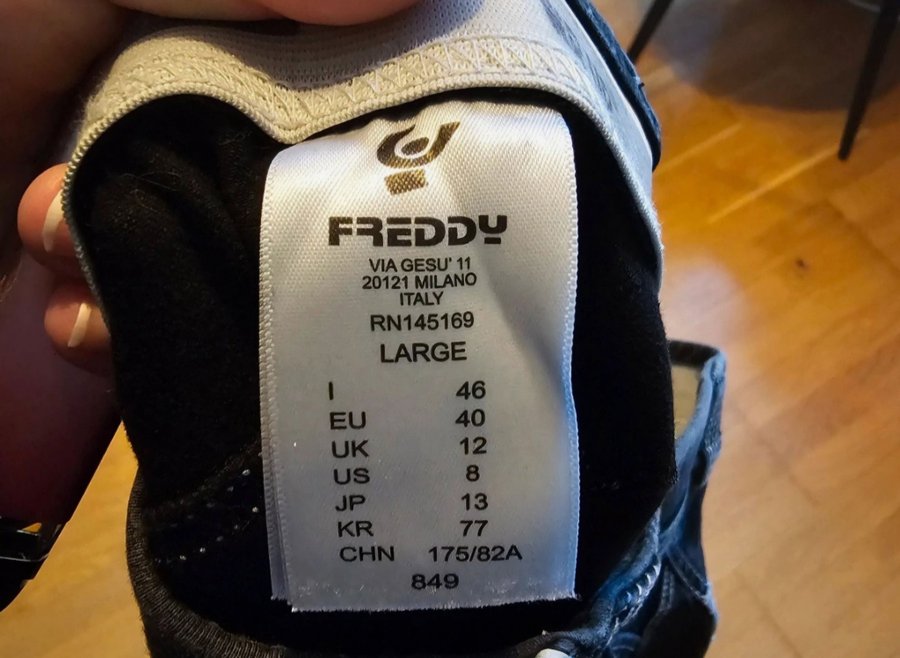 FREDDY
VIA GESU' 11
20121 MILANO
ITALY
RN145169
LARGE
I 46
EU 40
UK 12
US 8
JP 13
KR 77
CHN 175/82A
849